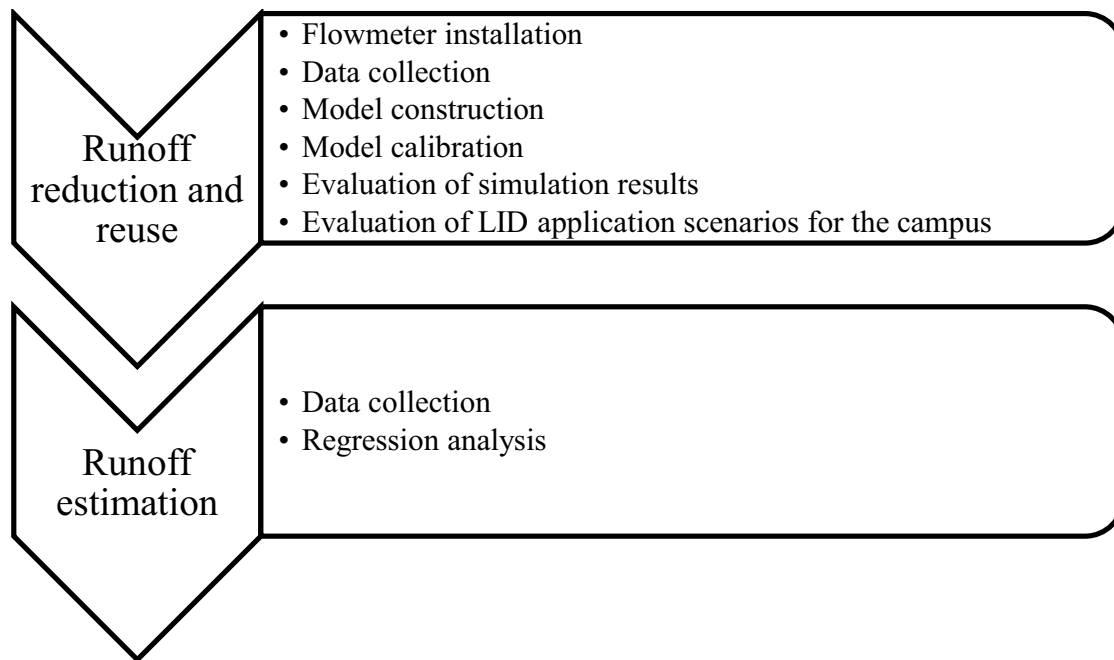 Runoff
reduction and
reuse
• Flowmeter installation
• Data collection
• Model construction
• Model calibration
• Evaluation of simulation results
• Evaluation of LID application scenarios for the campus
Runoff
estimation
• Data collection
• Regression analysis